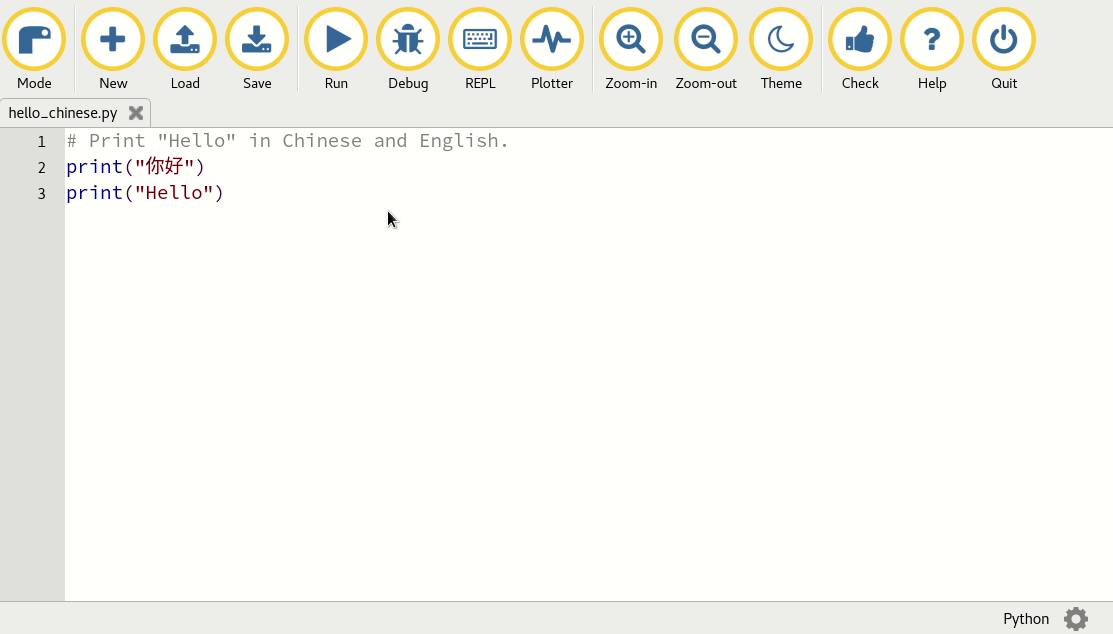 Mode New Load Save Run Debug REPL Plotter Zoom-in Zoom-out Theme Check Help Quit
hello_chinese.py
1 # Print "Hello" in Chinese and English.
2 print("你好")
3 print("Hello")
Python